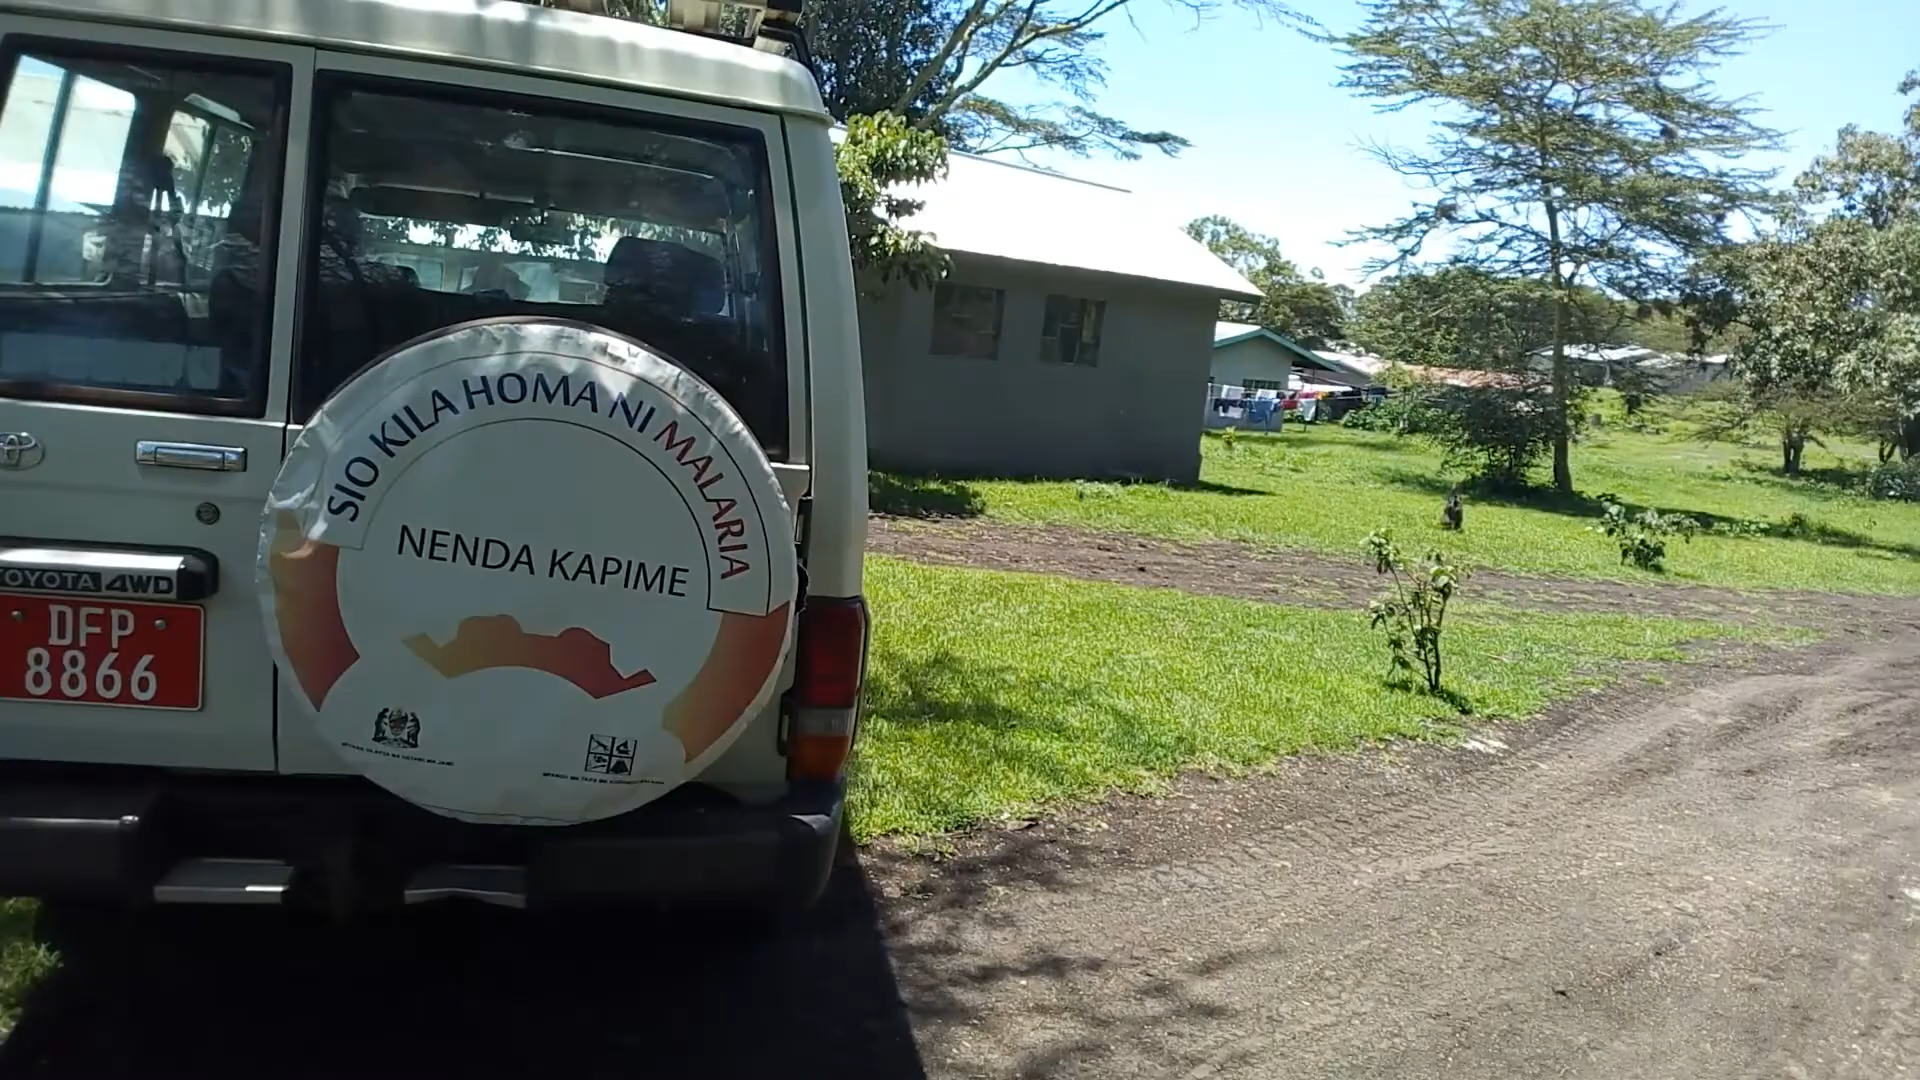 SIO KILA HOMA NI MALARIA
NENDA KAPIME
TOYOTA 4WD
DFP
8866